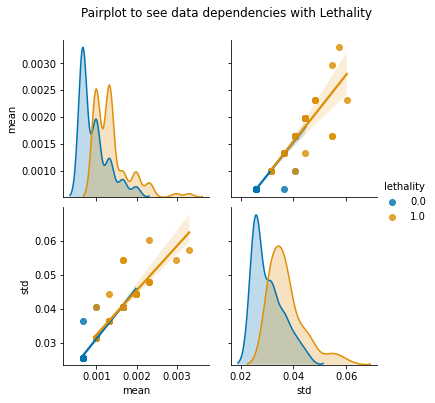 Pairplot to see data dependencies with Lethality
0.0030
0.0025
0.0020
0.0015
0.0010
mean
lethality
0.0
1.0
0.06
0.05
0.04
0.03
std
0.001 0.002 0.003
mean
0.02 0.04 0.06
std